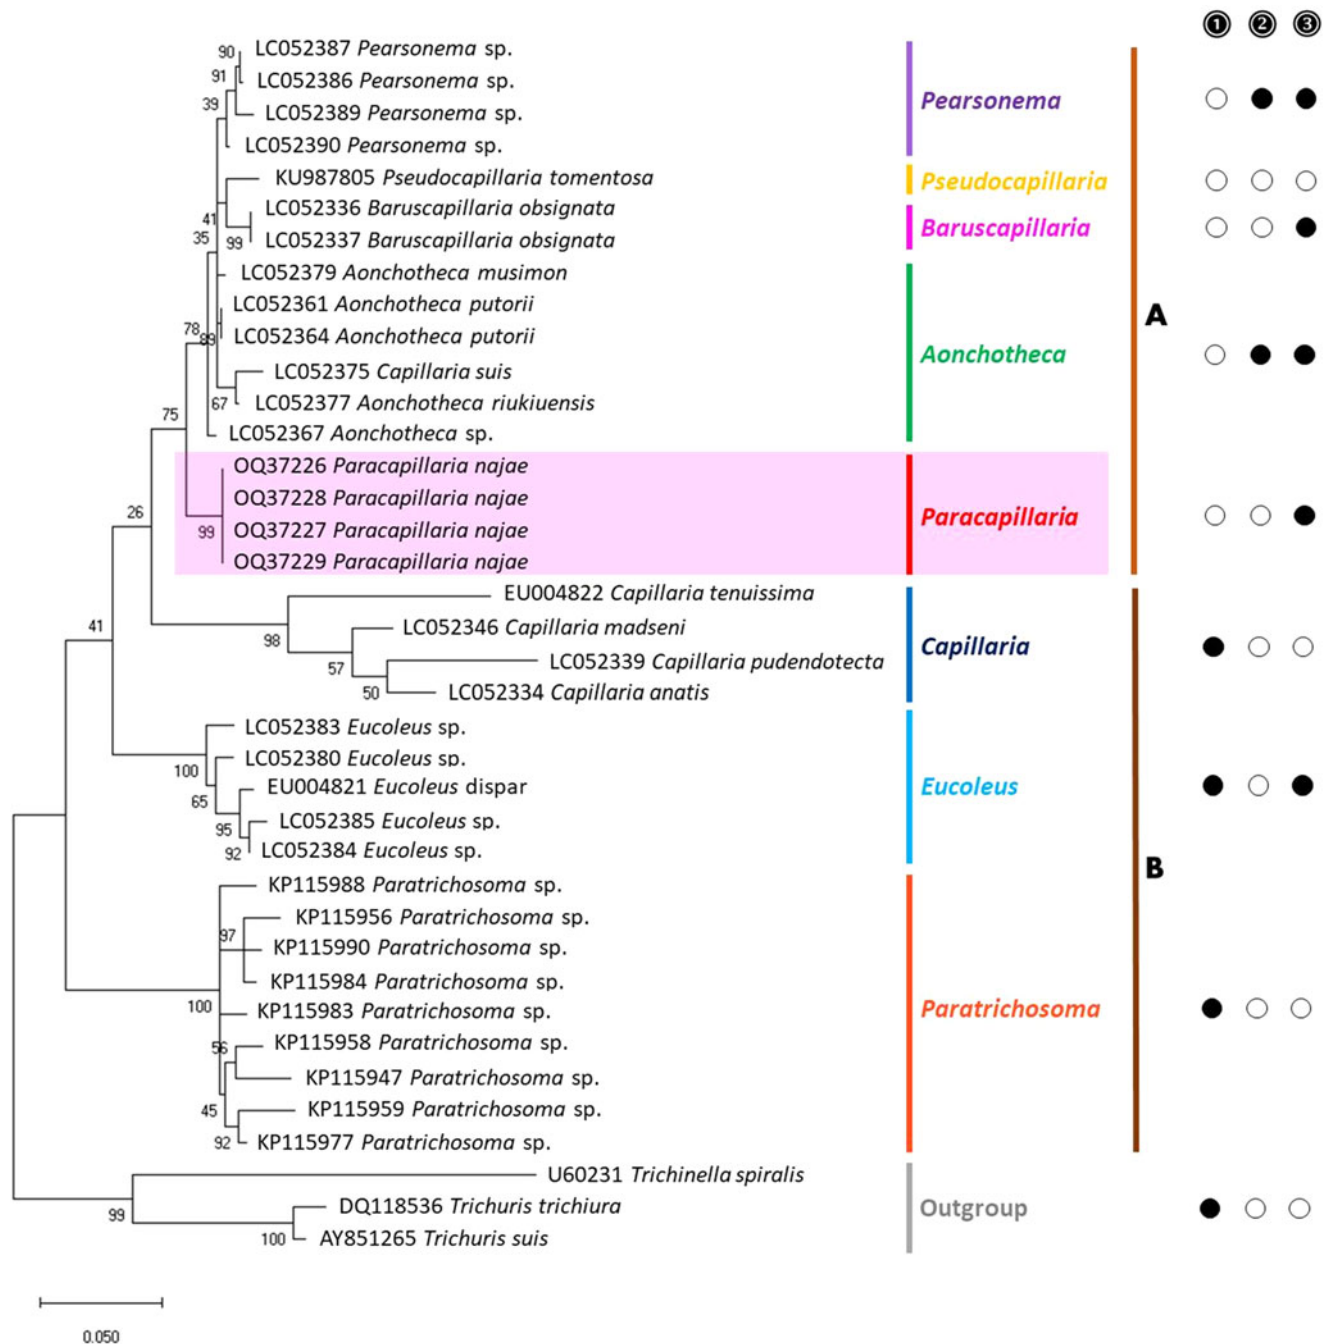 ① ② ③
90 LC052387 Pearsonema sp.
91 LC052386 Pearsonema sp.
39 LC052389 Pearsonema sp.
Pearsonema
LC052390 Pearsonema sp.
KU987805 Pseudocapillaria tomentosa
Pseudocapillaria
41 LC052336 Baruscapillaria obsignata
35 99 LC052337 Baruscapillaria obsignata
Baruscapillaria
LC052379 Aonchotheca musimon
LC052361 Aonchotheca putorii
A
78 89 LC052364 Aonchotheca putorii
Aonchotheca
LC052375 Capillaria suis
67 LC052377 Aonchotheca riukiuensis
75
LC052367 Aonchotheca sp.
OQ37226 Paracapillaria najae
OQ37228 Paracapillaria najae
Paracapillaria
26
99 OQ37227 Paracapillaria najae
OQ37229 Paracapillaria najae
EU004822 Capillaria tenuissima
41
LC052346 Capillaria madseni
98
Capillaria
57 LC052339 Capillaria pudendotecta
50 LC052334 Capillaria anatis
LC052383 Eucoleus sp.
LC052380 Eucoleus sp.
100
EU004821 Eucoleus dispar
Eucoleus
65
LC052385 Eucoleus sp.
95
92 LC052384 Eucoleus sp.
B
KP115988 Paratrichosoma sp.
KP115956 Paratrichosoma sp.
97
KP115990 Paratrichosoma sp.
KP115984 Paratrichosoma sp.
100
KP115983 Paratrichosoma sp.
Paratrichosoma
56 KP115958 Paratrichosoma sp.
KP115947 Paratrichosoma sp.
45 KP115959 Paratrichosoma sp.
92 KP115977 Paratrichosoma sp.
U60231 Trichinella spiralis
DQ118536 Trichuris trichiura
Outgroup
99
100 AY851265 Trichuris suis
0.050